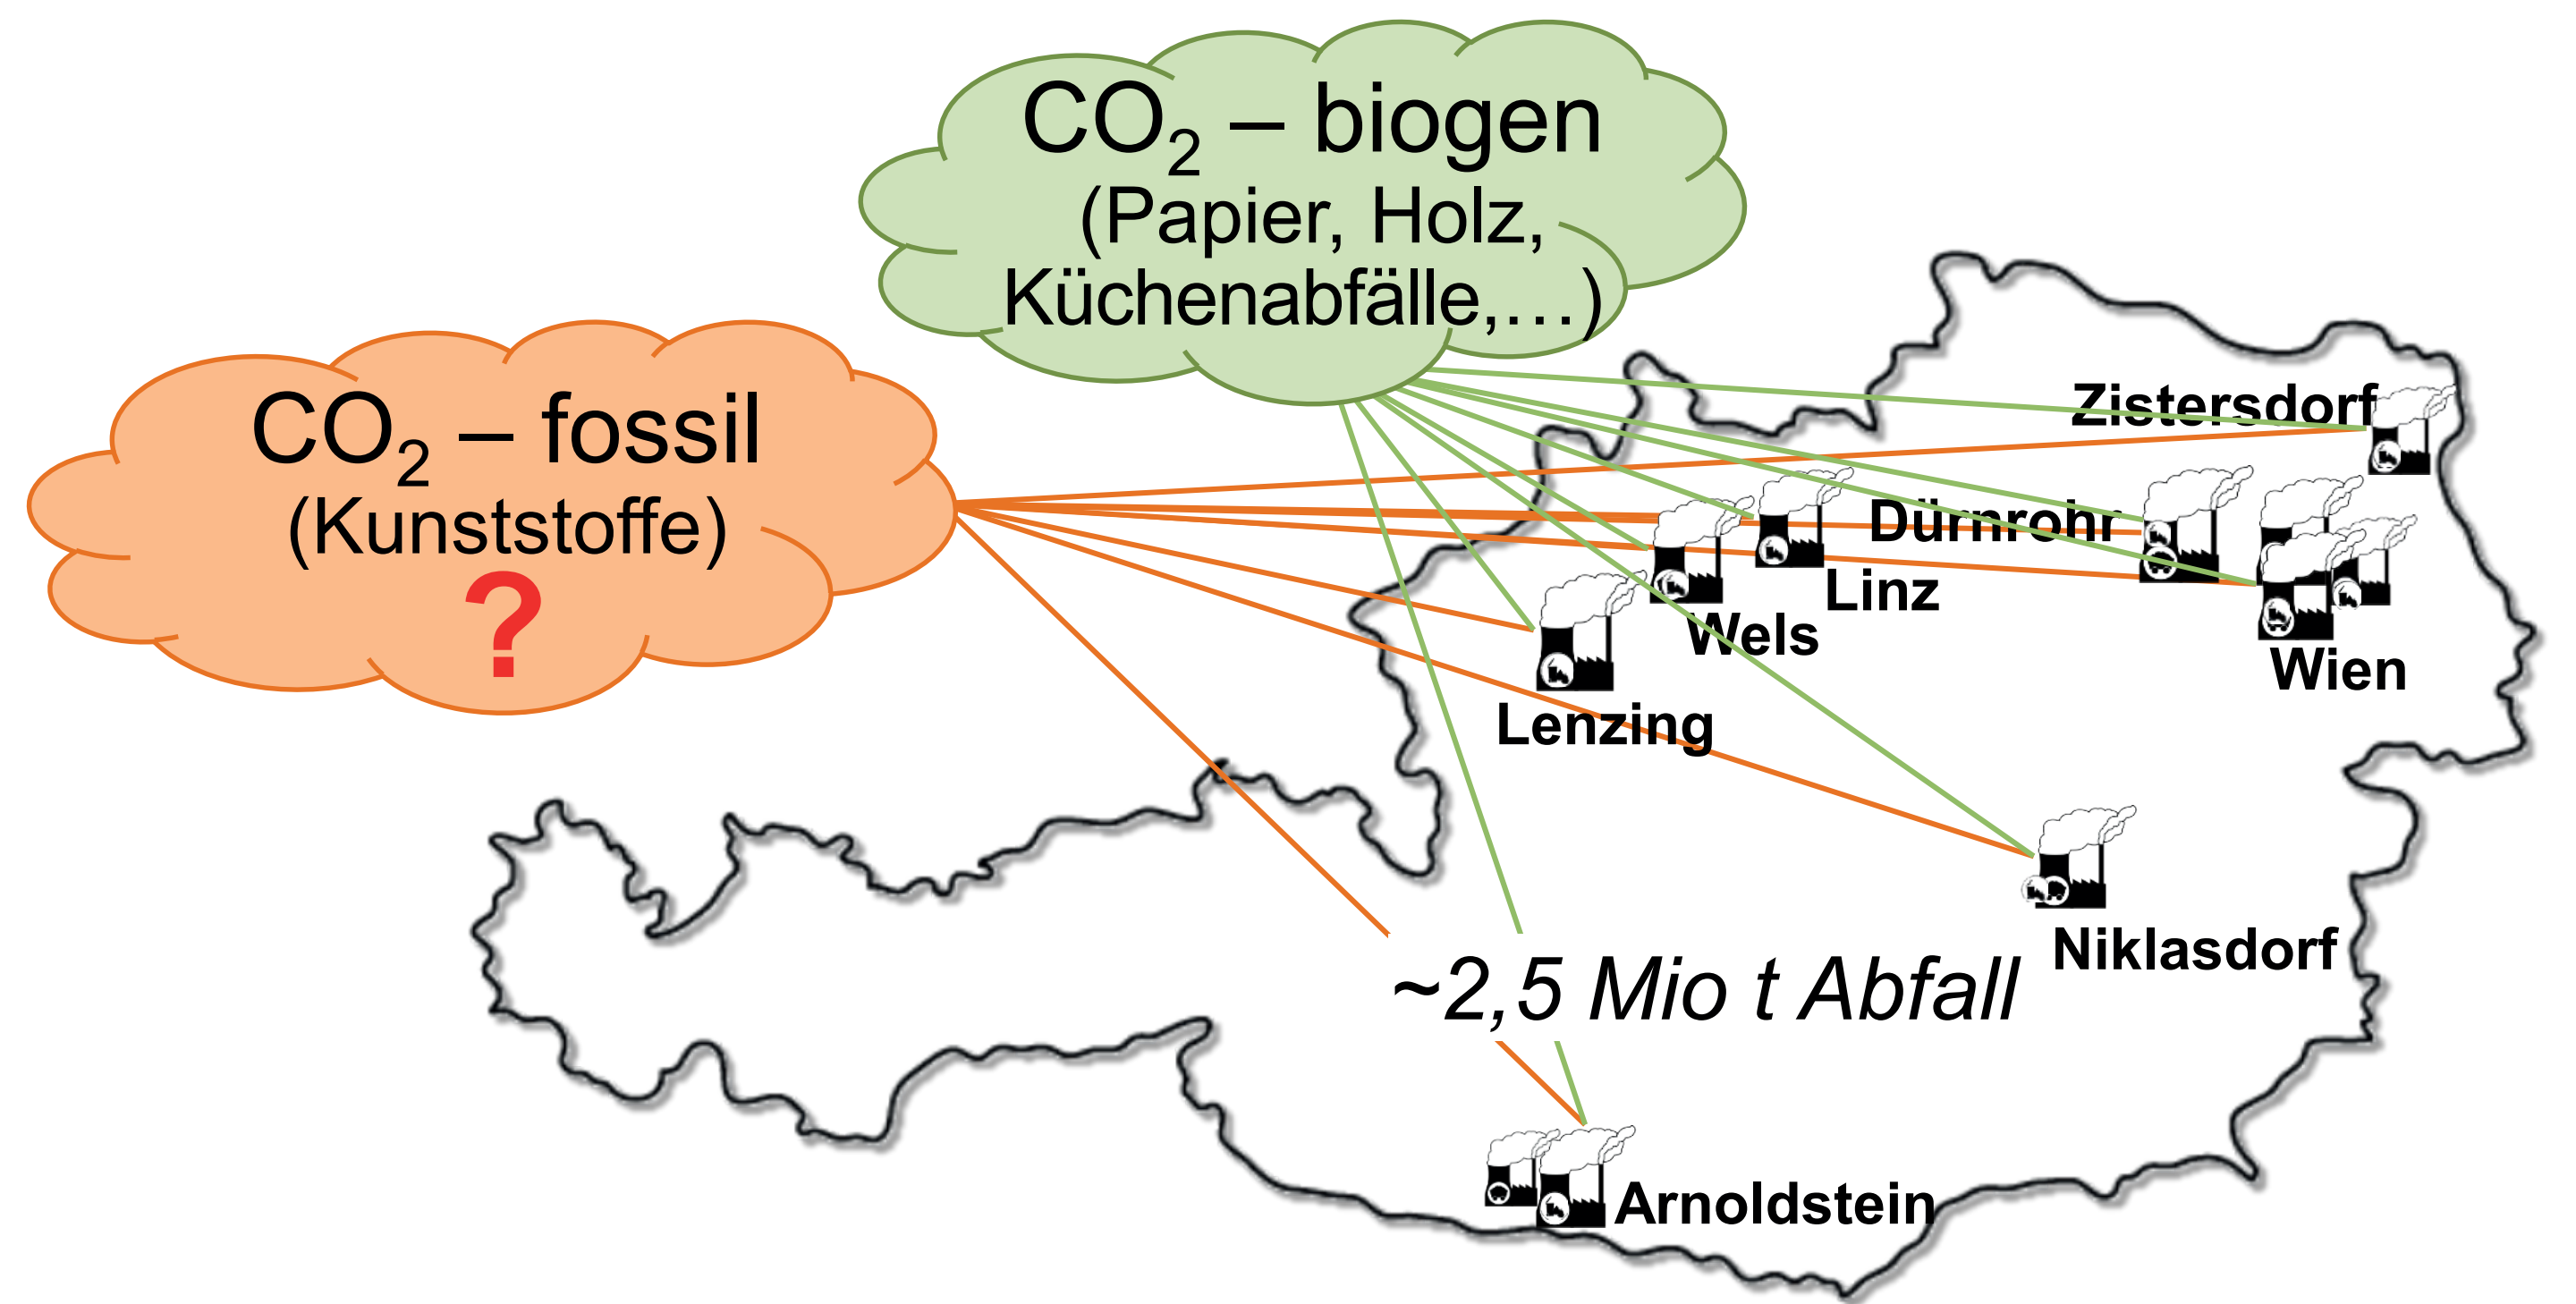 CO₂ – biogen
(Papier, Holz,
Küchenabfälle,…)
CO₂ – fossil
(Kunststoffe)
?
Zistersdorf
Dürnrohr
Linz
Wels
Wien
Lenzing
Niklasdorf
~2,5 Mio t Abfall
Arnoldstein